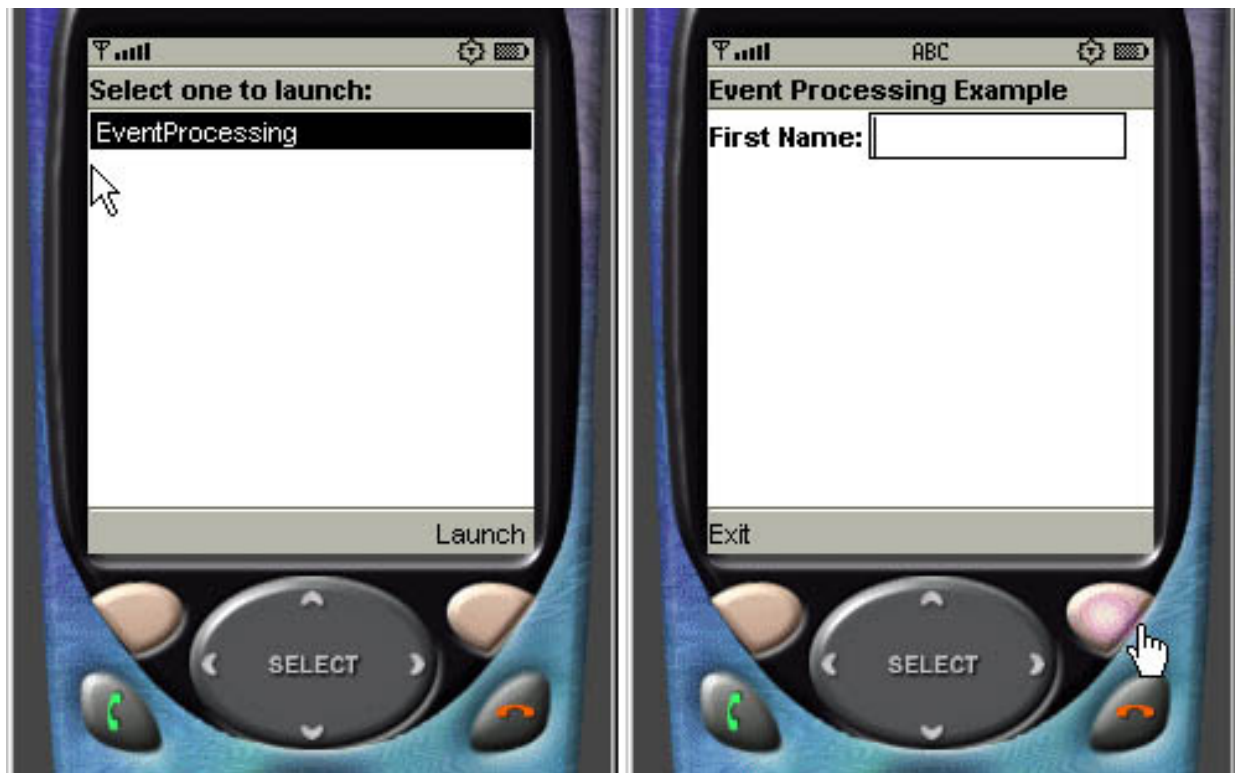 Select one to launch:
EventProcessing
Launch
SELECT
ABC
Event Processing Example
First Name:
Exit
SELECT